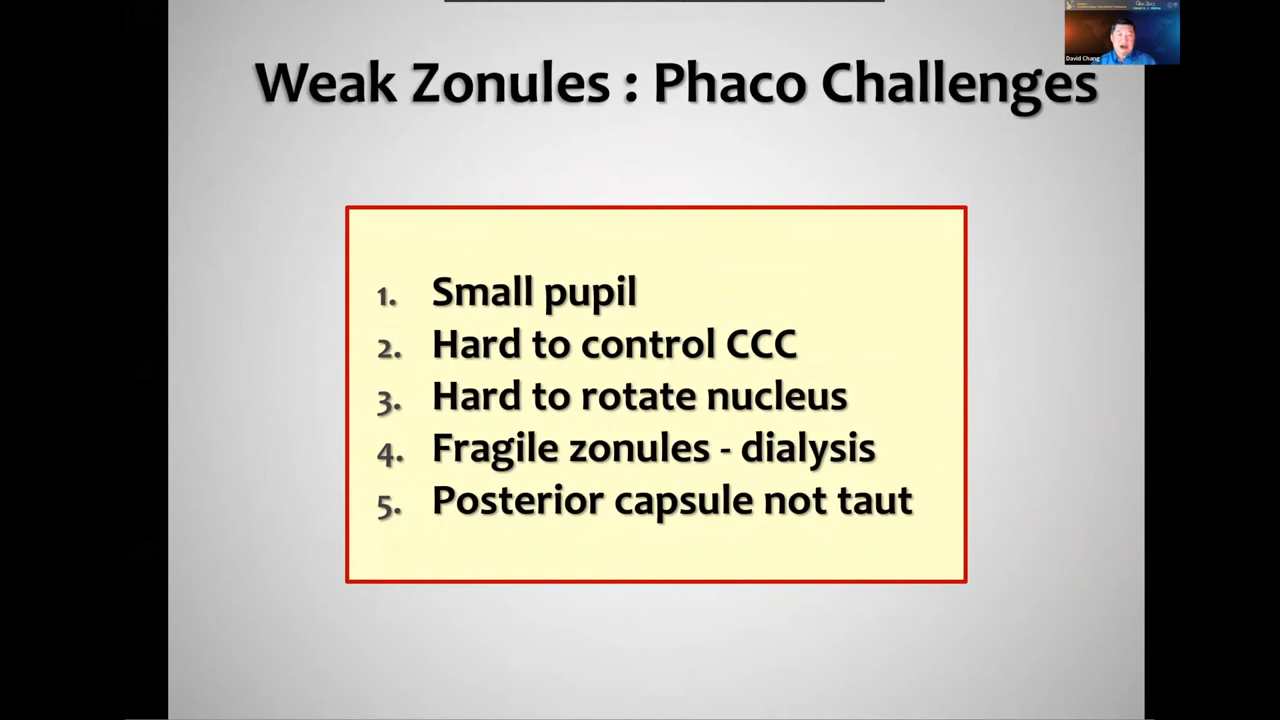 Weak Zonules : Phaco Challenges
David Chang
1. Small pupil
2. Hard to control CCC
3. Hard to rotate nucleus
4. Fragile zonules - dialysis
5. Posterior capsule not taut